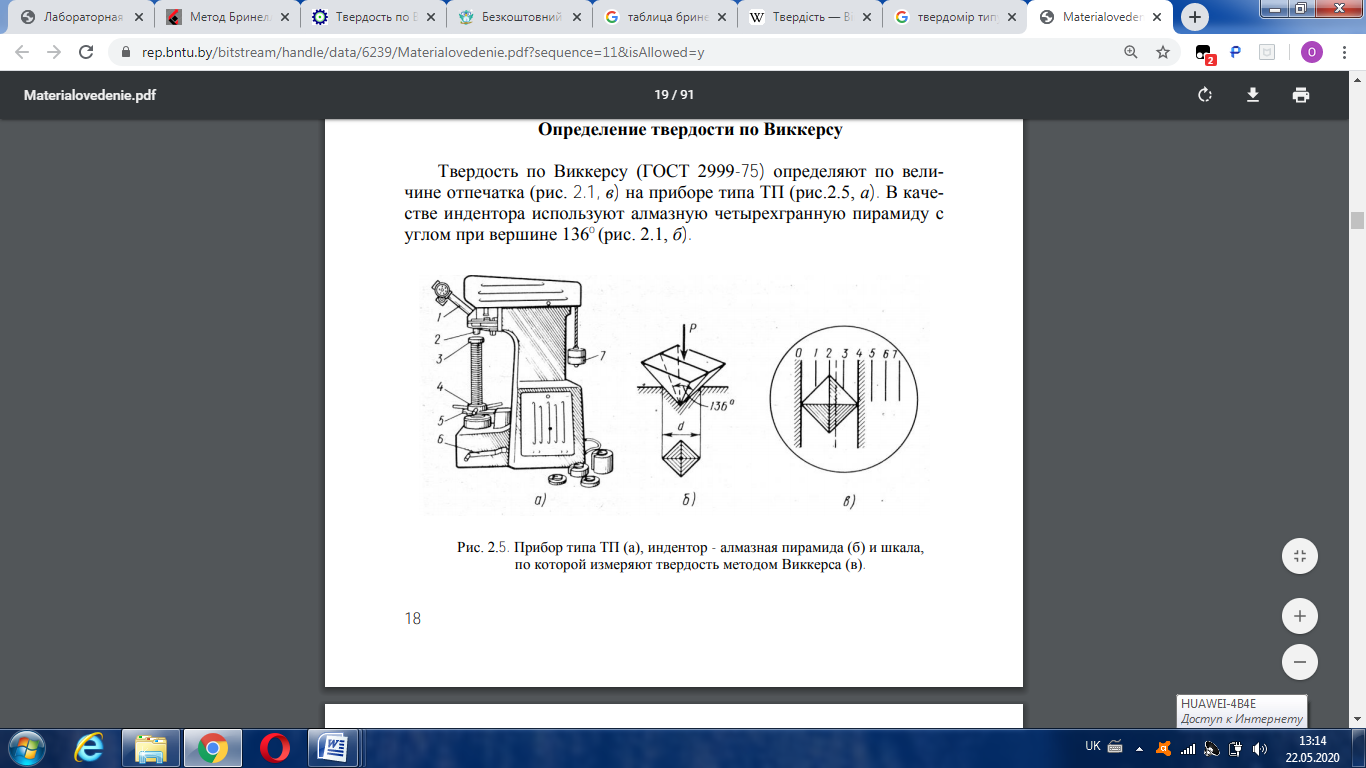 Лабораторная
Метод Бринел
Твердость по Б
Безкоштовний
таблица брине
Твердість — Ві
твердомір тип
Materialoveden
rep.bntu.by/bitstream/handle/data/6239/Materialovedenie.pdf?sequence=11&isAllowed=y
2
O
Materialovedenie.pdf
19 / 91
Определение твердости по Виккерсу
Твердость по Виккерсу (ГОСТ 2999-75) определяют по вели-
чине отпечатка (рис. 2.1, в) на приборе типа ТП (рис.2.5, а). В каче-
стве индентора используют алмазную четырехгранную пирамиду с
углом при вершине 136° (рис. 2.1, б).
1
2
3
4
5
6
7
а)
P
136°
d
б)
0 1 2 3 4 5 6 7
в)
Рис. 2.5. Прибор типа ТП (а), индентор - алмазная пирамида (б) и шкала,
по которой измеряют твердость методом Виккерса (в).
18
HUAWEI-4B4E
Доступ к Интернету
UK
13:14
22.05.2020